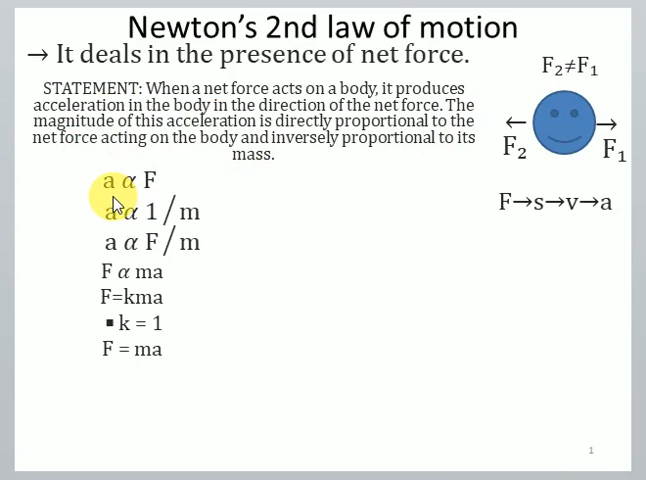 Newton's 2nd law of motion
→ It deals in the presence of net force.
F₂≠F₁
STATEMENT: When a net force acts on a body, it produces
acceleration in the body in the direction of the net force. The
magnitude of this acceleration is directly proportional to the
net force acting on the body and inversely proportional to its
mass.
← →
F₂ F₁
a α F
a α 1/m
a α F/m
F→s→v→a
F α ma
F=kma
▪ k = 1
F = ma
1